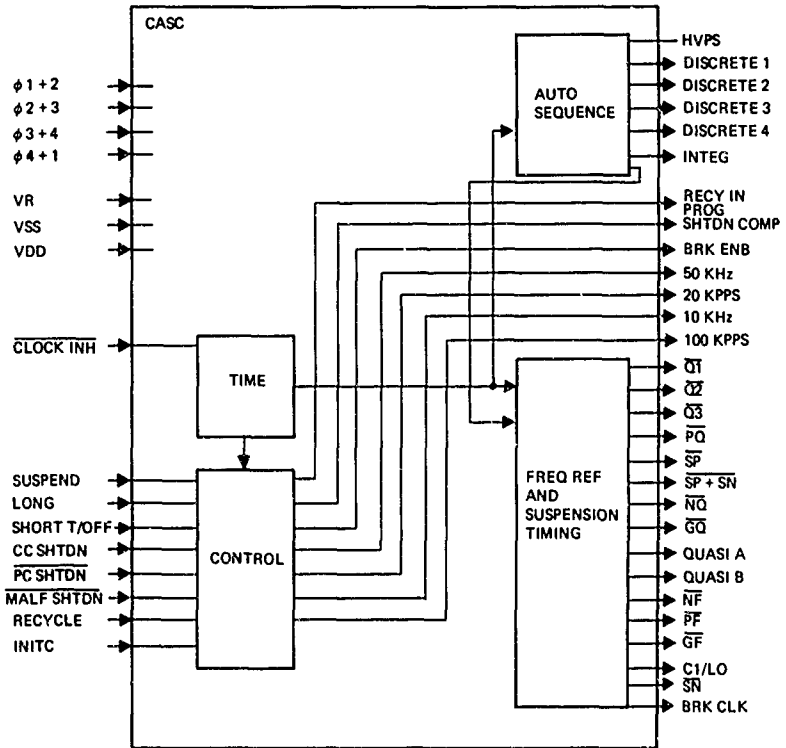 CASC
ϕ1+2
ϕ2+3
ϕ3+4
ϕ4+1
VR
VSS
VDD
CLOCK INH
SUSPEND
LONG
SHORT T/OFF
CC SHTDN
PC SHTDN
MALF SHTDN
RECYCLE
INITC
TIME
CONTROL
AUTO
SEQUENCE
FREQ REF
AND
SUSPENSION
TIMING
HVPS
DISCRETE 1
DISCRETE 2
DISCRETE 3
DISCRETE 4
INTEG
RECY IN
PROG
SHTDN COMP
BRK ENB
50 KHz
20 KPPS
10 KHz
100 KPPS
Q1
Q2
Q3
PQ
SP
SP + SN
NQ
GQ
QUASI A
QUASI B
NF
PF
GF
C1/LO
SN
BRK CLK